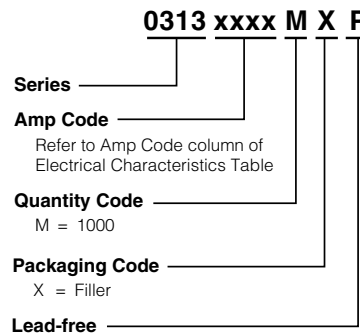 0313 xxxx M X P
Series
Amp Code
Refer to Amp Code column of
Electrical Characteristics Table
Quantity Code
M = 1000
Packaging Code
X = Filler
Lead-free